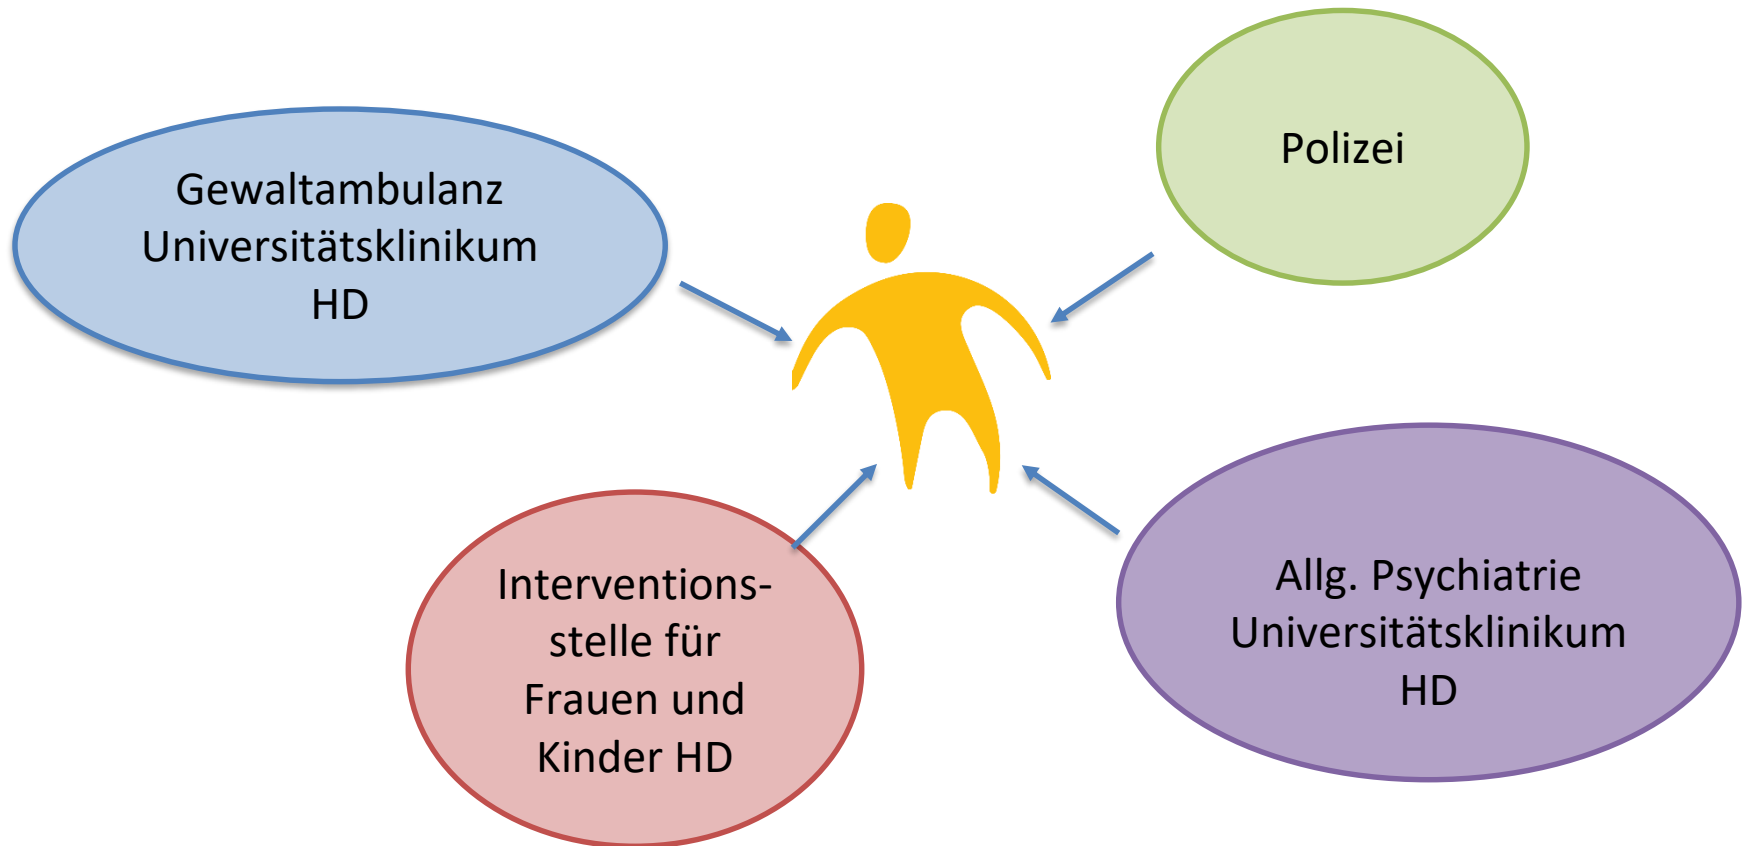 Gewaltambulanz
Universitätsklinikum
HD
Polizei
Interventions-
stelle für
Frauen und
Kinder HD
Allg. Psychiatrie
Universitätsklinikum
HD